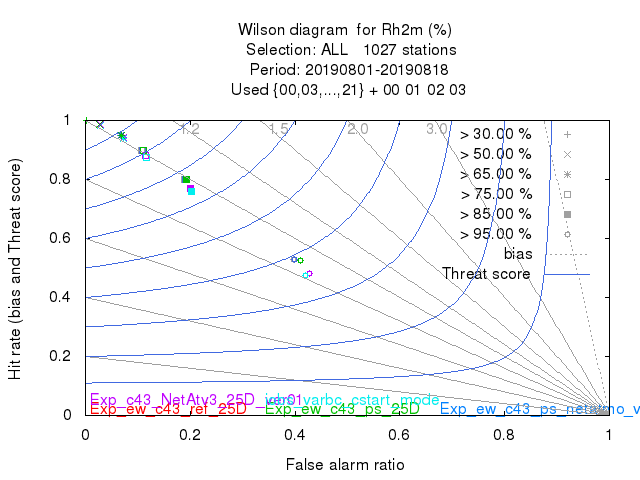 Wilson diagram for Rh2m (%)
Selection: ALL 1027 stations
Period: 20190801-20190818
Used {00,03,...,21} + 00 01 02 03
1
0.8
0.6
0.4
0.2
0
Hit rate (bias and Threat score)
1.2
1.5
2.0
3.0
> 30.00 %
> 50.00 %
> 65.00 %
> 75.00 %
> 85.00 %
> 95.00 %
bias
Threat score
Exp_c43_NetAtv3_25D_ver01
varbc_cstart_mode
Exp_ew_c43_ref_25D
Exp_ew_c43_ps_25D
Exp_ew_c43_ps_netatmo_v
0
0.2
0.4
0.6
0.8
1
False alarm ratio